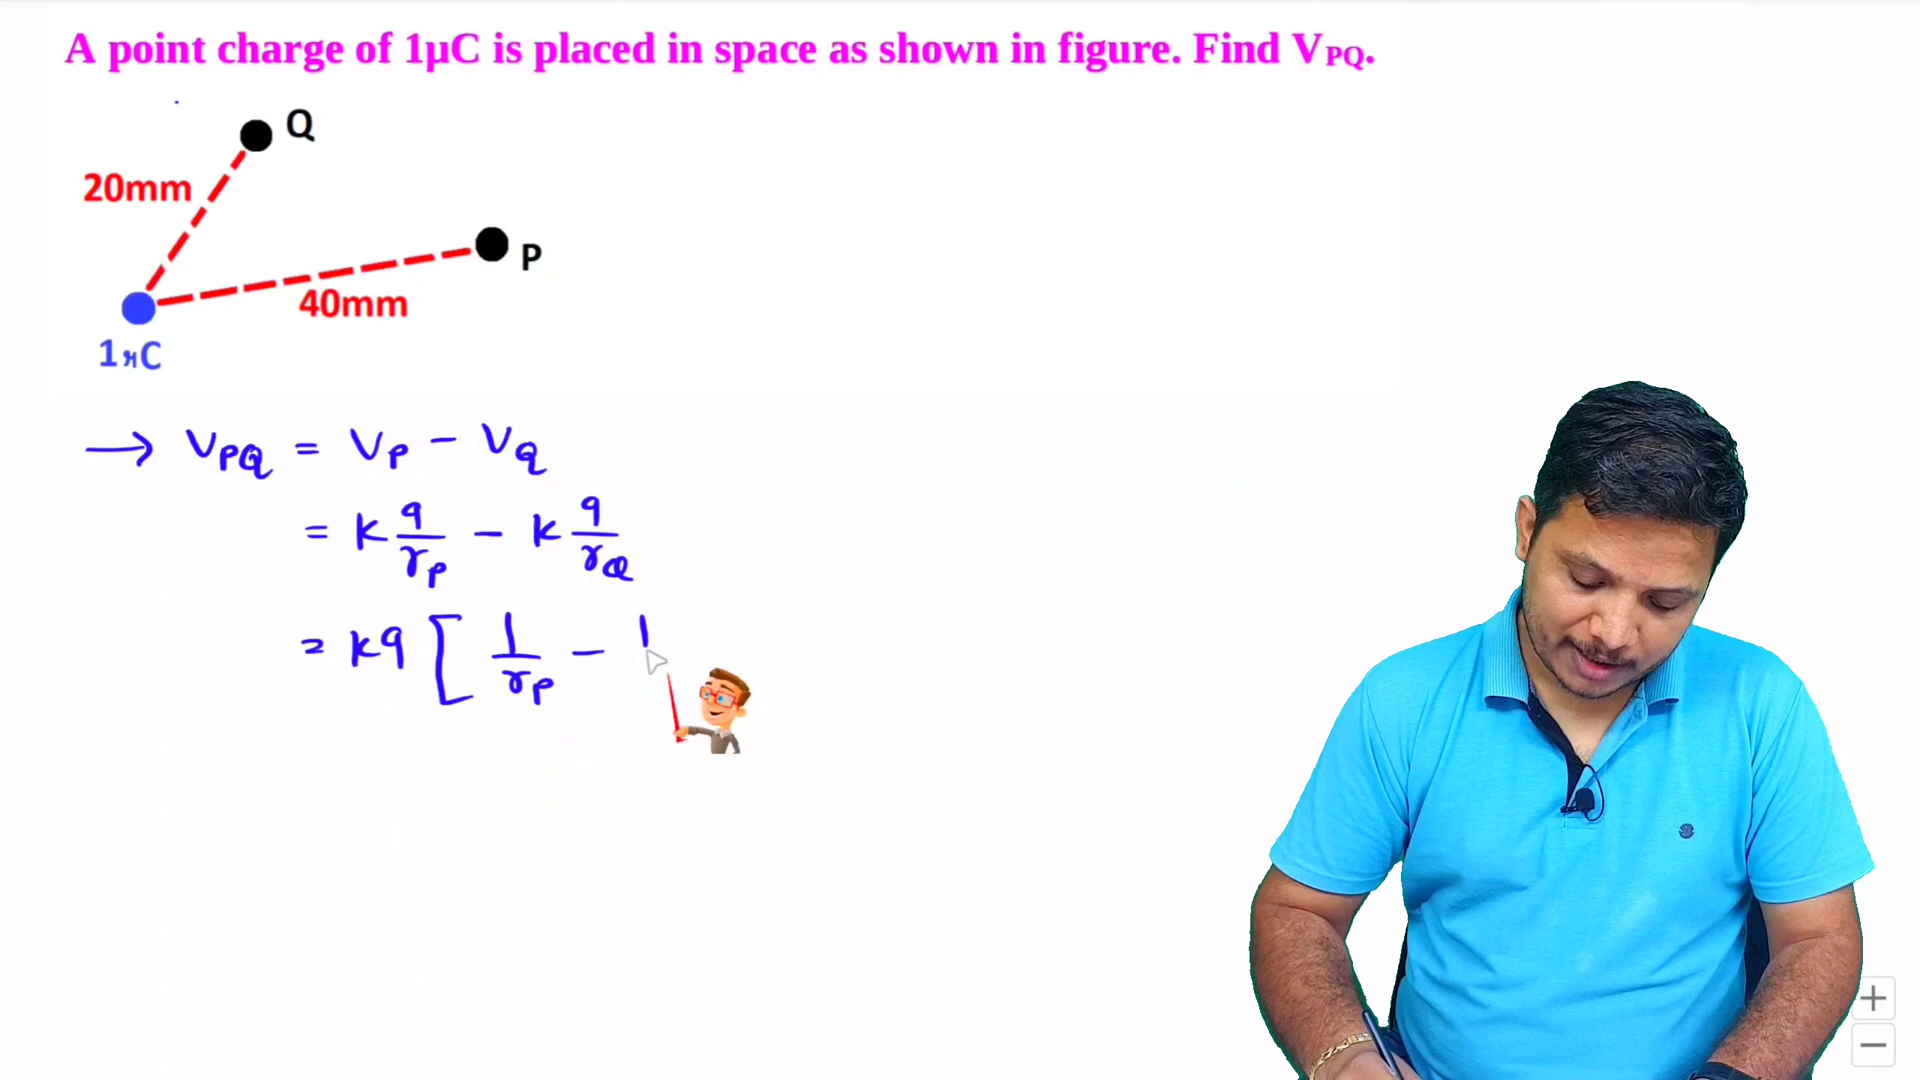 A point charge of 1μC is placed in space as shown in figure. Find VPQ.
Q
20mm
P
40mm
1μC
→ VPQ = VP - VQ
= k q/rP - k q/rQ
= kq [ 1/rP - 1